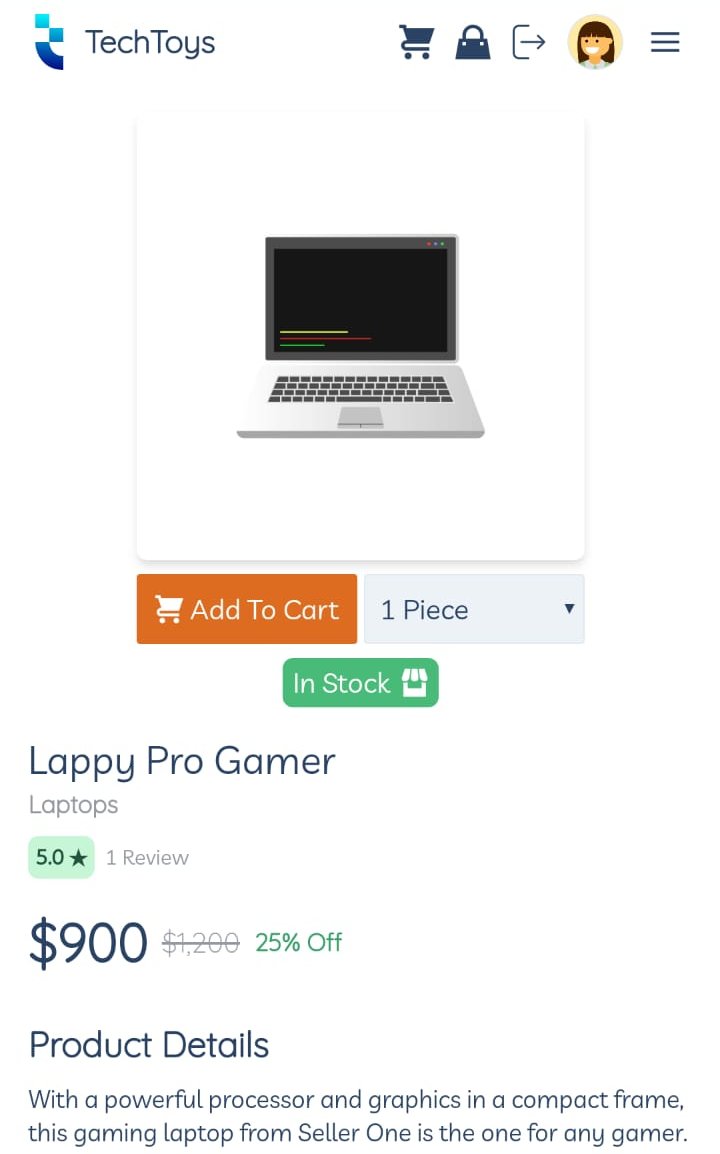 TechToys
Add To Cart
1 Piece
In Stock
Lappy Pro Gamer
Laptops
5.0 ★
1 Review
$900 $1,200 25% Off
Product Details
With a powerful processor and graphics in a compact frame,
this gaming laptop from Seller One is the one for any gamer.